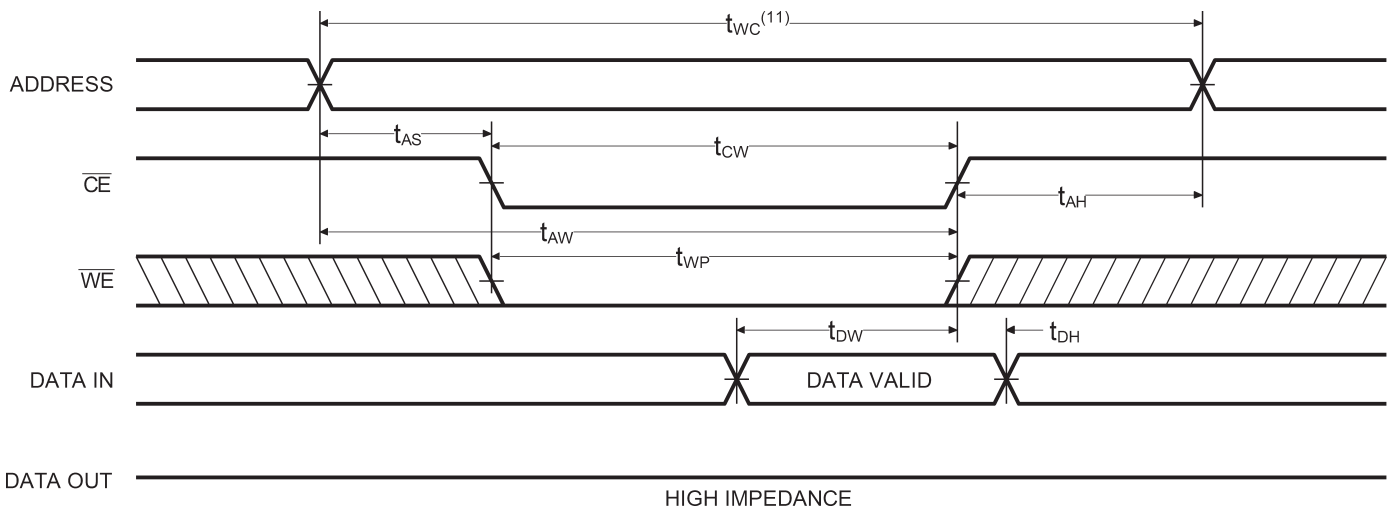 tWC(11)
ADDRESS
tAS
tCW
CE
tAH
tAW
WE
tWP
tDW
tDH
DATA IN
DATA VALID
DATA OUT
HIGH IMPEDANCE